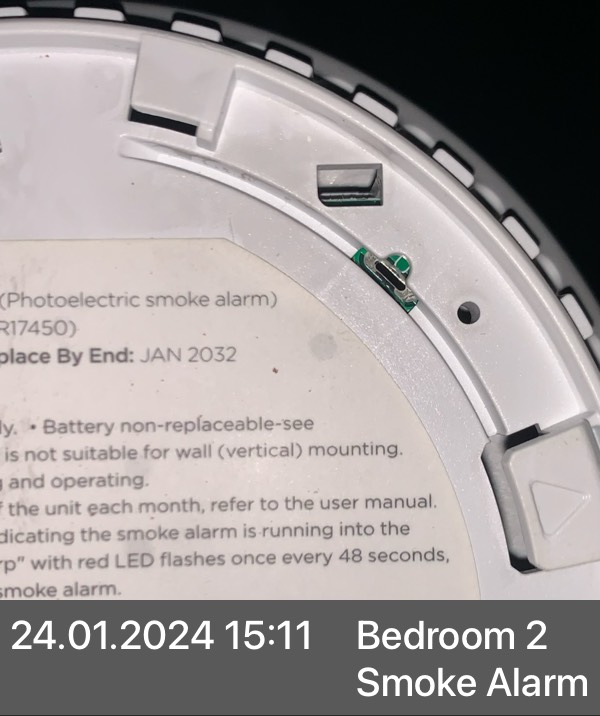 (Photoelectric smoke alarm)
R17450)
place By End: JAN 2032
ly. • Battery non-replaceable-see
is not suitable for wall (vertical) mounting.
and operating.
the unit each month, refer to the user manual.
dicating the smoke alarm is running into the
rp" with red LED flashes once every 48 seconds,
smoke alarm.
24.01.2024 15:11
Bedroom 2
Smoke Alarm